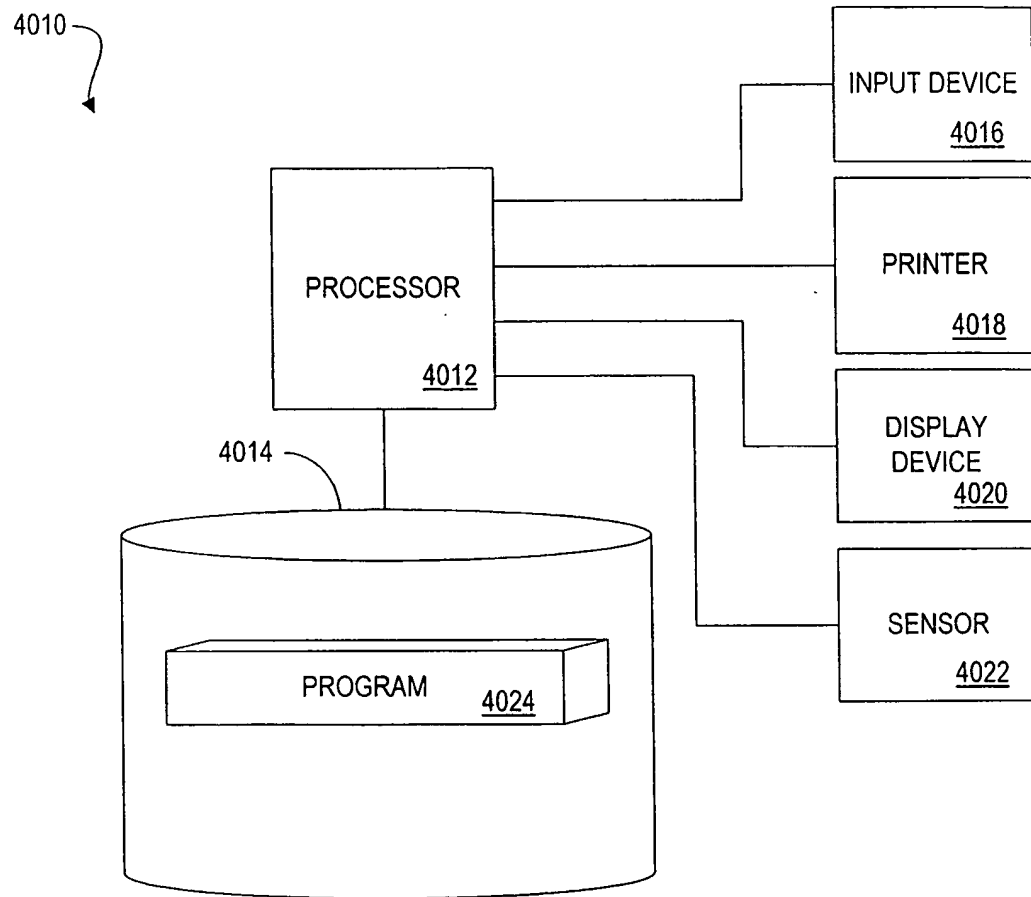 4010
INPUT DEVICE
4016
PROCESSOR
4012
PRINTER
4018
DISPLAY
DEVICE
4020
4014
SENSOR
4022
PROGRAM
4024